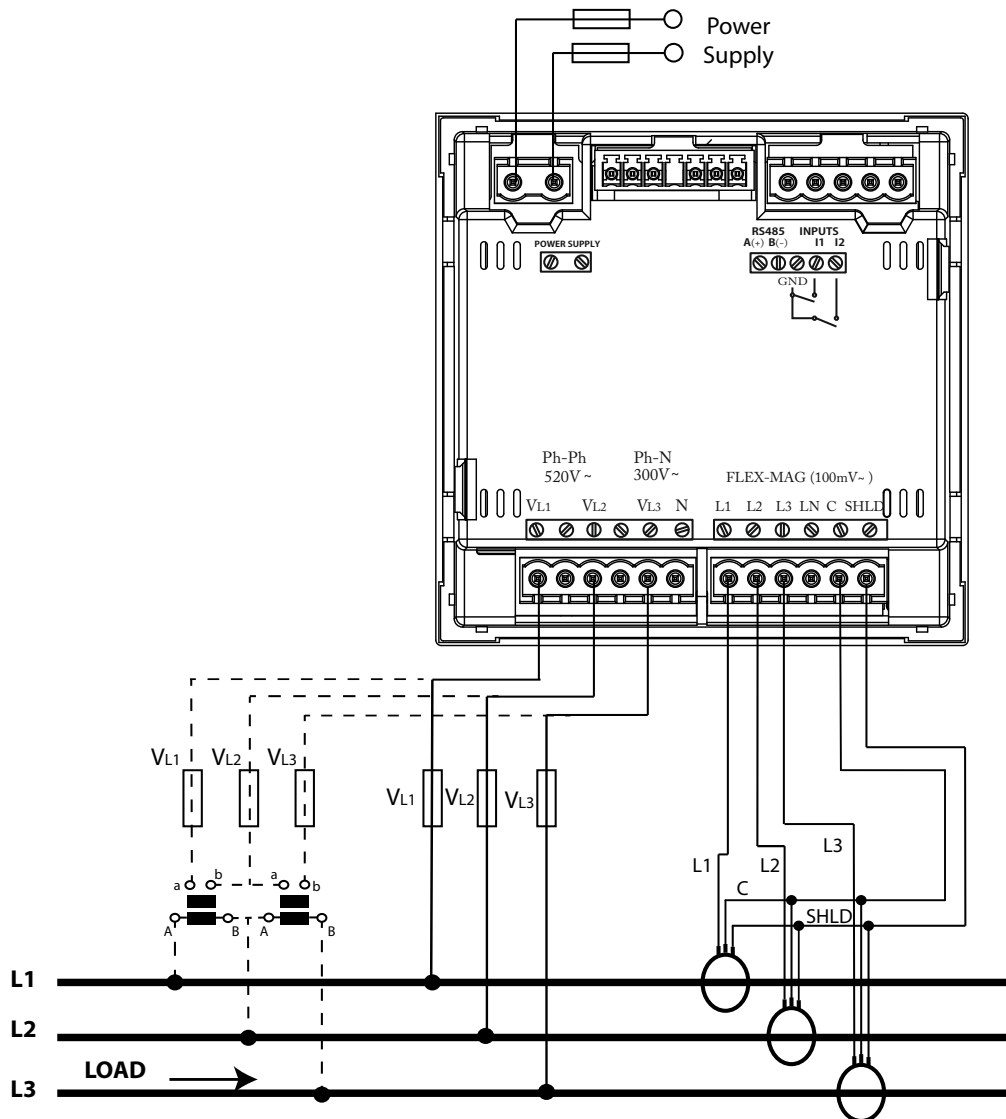 Power
Supply
RS485 INPUTS
A(+) B(-) I1 I2
POWER SUPPLY
GND
Ph-Ph Ph-N
520V ~ 300V ~
FLEX-MAG (100mV~ )
VL1 VL2 VL3 N L1 L2 L3 LN C SHLD
VL1 VL2 VL3
VL1 VL2 VL3
L1 L2 L3
a b a b
C
SHLD
A B A B
L1
L2
LOAD
L3